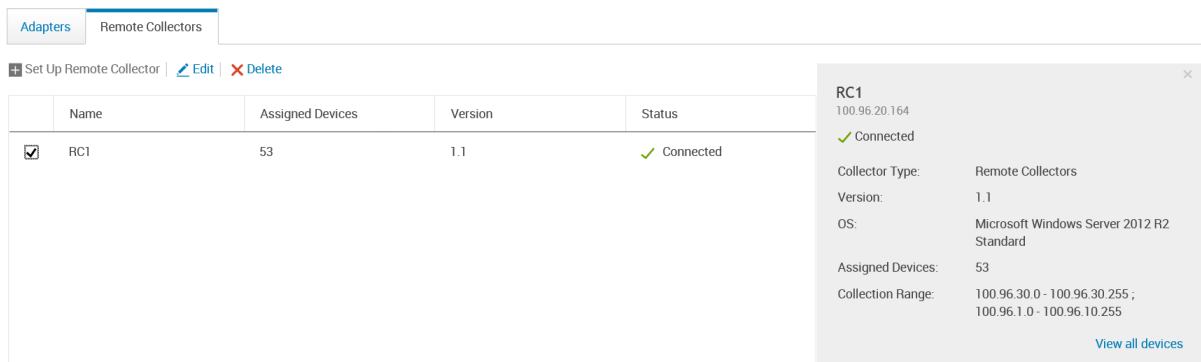 Adapters
Remote Collectors
Set Up Remote Collector | Edit | Delete
Name Assigned Devices Version Status
RC1 53 1.1 Connected
RC1
100.96.20.164
Connected
Collector Type: Remote Collectors
Version: 1.1
OS: Microsoft Windows Server 2012 R2
Standard
Assigned Devices: 53
Collection Range: 100.96.30.0 - 100.96.30.255 ;
100.96.1.0 - 100.96.10.255
View all devices